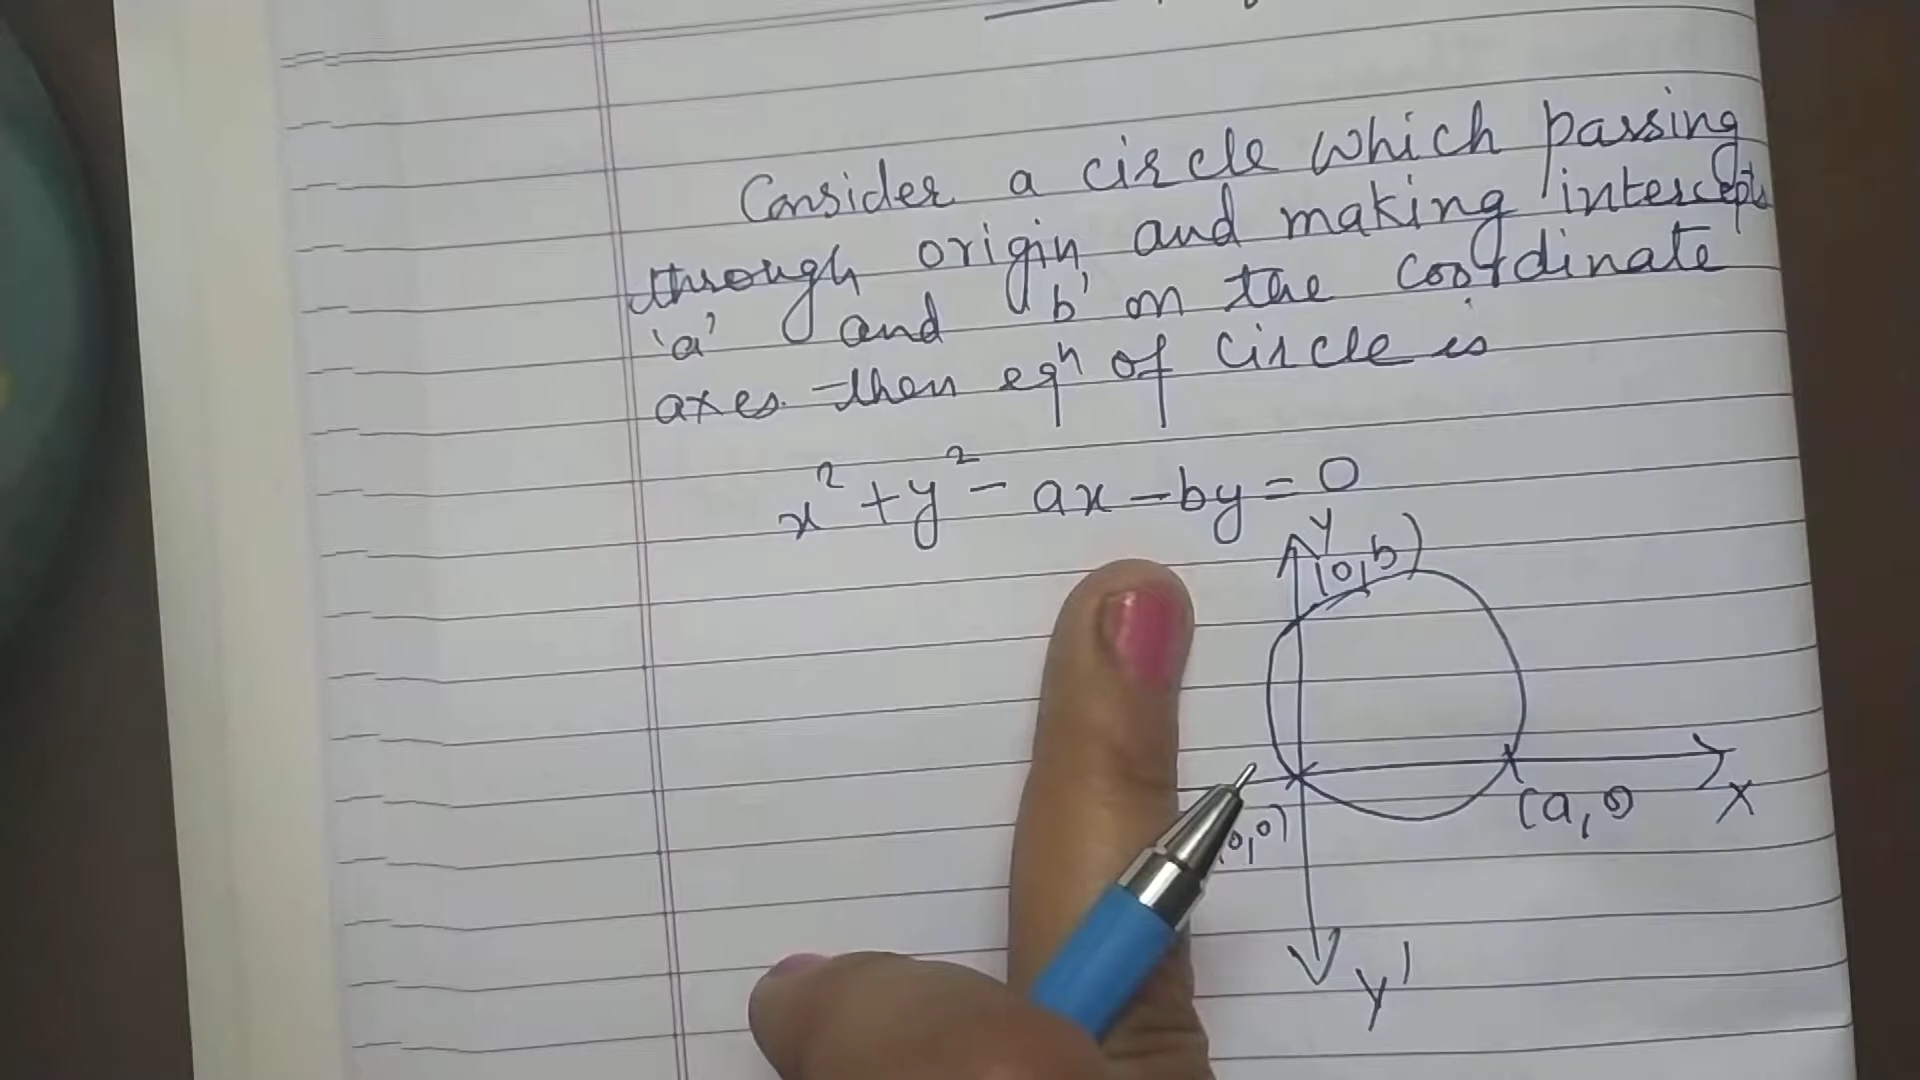 Consider a circle which passing
through origin and making intercepts
'a' and b' on the coordinate
axes. then eqⁿ of circle is
x² + y² - ax - by = 0
Y
(0,b)
(a,0)
X
0,0)
Y'